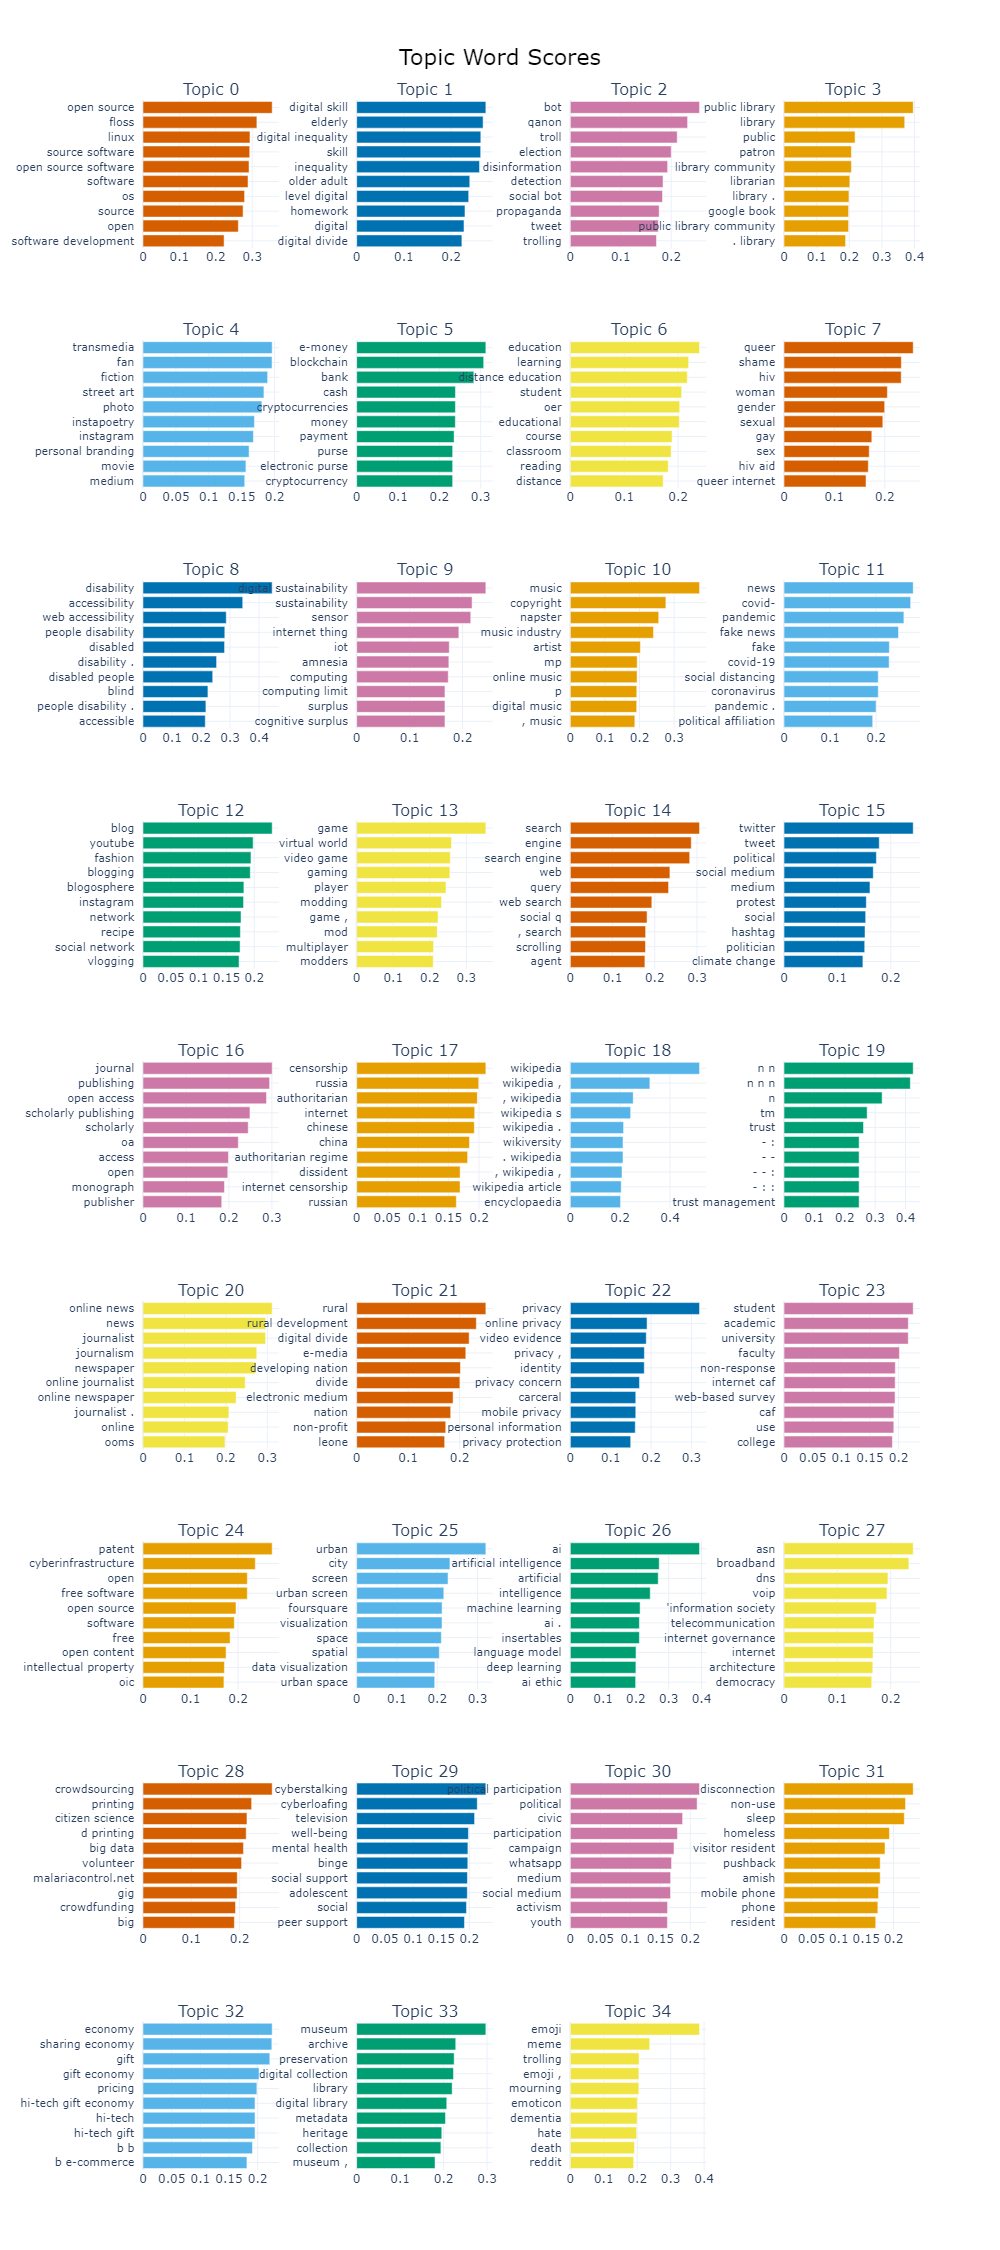 Topic Word Scores
Topic 0
open source
floss
linux
source software
open source software
software
os
source
open
software development
0 0.1 0.2 0.3
Topic 1
digital skill
elderly
digital inequality
skill
inequality
older adult
level digital
homework
digital
digital divide
0 0.1 0.2
Topic 2
bot
qanon
troll
election
disinformation
detection
social bot
propaganda
tweet
trolling
0 0.1 0.2
Topic 3
public library
library
public
patron
library community
librarian
library .
google book
public library community
. library
0 0.1 0.2 0.3 0.4
Topic 4
transmedia
fan
fiction
street art
photo
instapoetry
instagram
personal branding
movie
medium
0 0.05 0.1 0.15 0.2
Topic 5
e-money
blockchain
bank
cash
cryptocurrencies
money
payment
purse
electronic purse
cryptocurrency
0 0.1 0.2 0.3
Topic 6
education
learning
distance education
student
oer
educational
course
classroom
reading
distance
0 0.1 0.2
Topic 7
queer
shame
hiv
woman
gender
sexual
gay
sex
hiv aid
queer internet
0 0.2
Topic 8
disability
accessibility
web accessibility
people disability
disabled
disability .
disabled people
blind
people disability .
accessible
0 0.1 0.2 0.3 0.4
Topic 9
digital sustainability
sustainability
sensor
internet thing
iot
amnesia
computing
computing limit
surplus
cognitive surplus
0 0.1 0.2
Topic 10
music
copyright
napster
music industry
artist
mp
online music
p
digital music
, music
0 0.1 0.2 0.3
Topic 11
news
covid-
pandemic
fake news
fake
covid-19
social distancing
coronavirus
pandemic .
political affiliation
0 0.1 0.2
Topic 12
blog
youtube
fashion
blogging
blogosphere
instagram
network
recipe
social network
vlogging
0 0.05 0.1 0.15 0.2
Topic 13
game
virtual world
video game
gaming
player
modding
game ,
mod
multiplayer
modders
0 0.1 0.2 0.3
Topic 14
search
engine
search engine
web
query
web search
social q
, search
scrolling
agent
0 0.1 0.2 0.3
Topic 15
twitter
tweet
political
social medium
medium
protest
social
hashtag
politician
climate change
0 0.1 0.2
Topic 16
journal
publishing
open access
scholarly publishing
scholarly
oa
access
open
monograph
publisher
0 0.1 0.2 0.3
Topic 17
censorship
russia
authoritarian
internet
chinese
china
authoritarian regime
dissident
internet censorship
russian
0 0.05 0.1 0.15 0.2
Topic 18
wikipedia
wikipedia ,
, wikipedia
wikipedia s
wikipedia .
wikiversity
. wikipedia
, wikipedia ,
wikipedia article
encyclopaedia
0 0.2 0.4
Topic 19
n n
n n n
n
tm
trust
- :
- -
- - :
- : :
trust management
0 0.1 0.2 0.3 0.4
Topic 20
online news
news
journalist
journalism
newspaper
online journalist
online newspaper
journalist .
online
ooms
0 0.1 0.2 0.3
Topic 21
rural
rural development
digital divide
e-media
developing nation
divide
electronic medium
nation
non-profit
leone
0 0.1 0.2
Topic 22
privacy
online privacy
video evidence
privacy ,
identity
privacy concern
carceral
mobile privacy
personal information
privacy protection
0 0.1 0.2 0.3
Topic 23
student
academic
university
faculty
non-response
internet caf
web-based survey
caf
use
college
0 0.05 0.1 0.15 0.2
Topic 24
patent
cyberinfrastructure
open
free software
open source
software
free
open content
intellectual property
oic
0 0.1 0.2
Topic 25
urban
city
screen
urban screen
foursquare
visualization
space
spatial
data visualization
urban space
0 0.1 0.2 0.3
Topic 26
ai
artificial intelligence
artificial
intelligence
machine learning
ai .
insertables
language model
deep learning
ai ethic
0 0.1 0.2 0.3 0.4
Topic 27
asn
broadband
dns
voip
'information society
telecommunication
internet governance
internet
architecture
democracy
0 0.1 0.2
Topic 28
crowdsourcing
printing
citizen science
d printing
big data
volunteer
malariacontrol.net
gig
crowdfunding
big
0 0.1 0.2
Topic 29
cyberstalking
cyberloafing
television
well-being
mental health
binge
social support
adolescent
social
peer support
0 0.05 0.1 0.15 0.2
Topic 30
political participation
political
civic
participation
campaign
whatsapp
medium
social medium
activism
youth
0 0.05 0.1 0.15 0.2
Topic 31
disconnection
non-use
sleep
homeless
visitor resident
pushback
amish
mobile phone
phone
resident
0 0.05 0.1 0.15 0.2
Topic 32
economy
sharing economy
gift
gift economy
pricing
hi-tech gift economy
hi-tech
hi-tech gift
b b
b e-commerce
0 0.05 0.1 0.15 0.2
Topic 33
museum
archive
preservation
digital collection
library
digital library
metadata
heritage
collection
museum ,
0 0.1 0.2 0.3
Topic 34
emoji
meme
trolling
emoji ,
mourning
emoticon
dementia
hate
death
reddit
0 0.1 0.2 0.3 0.4